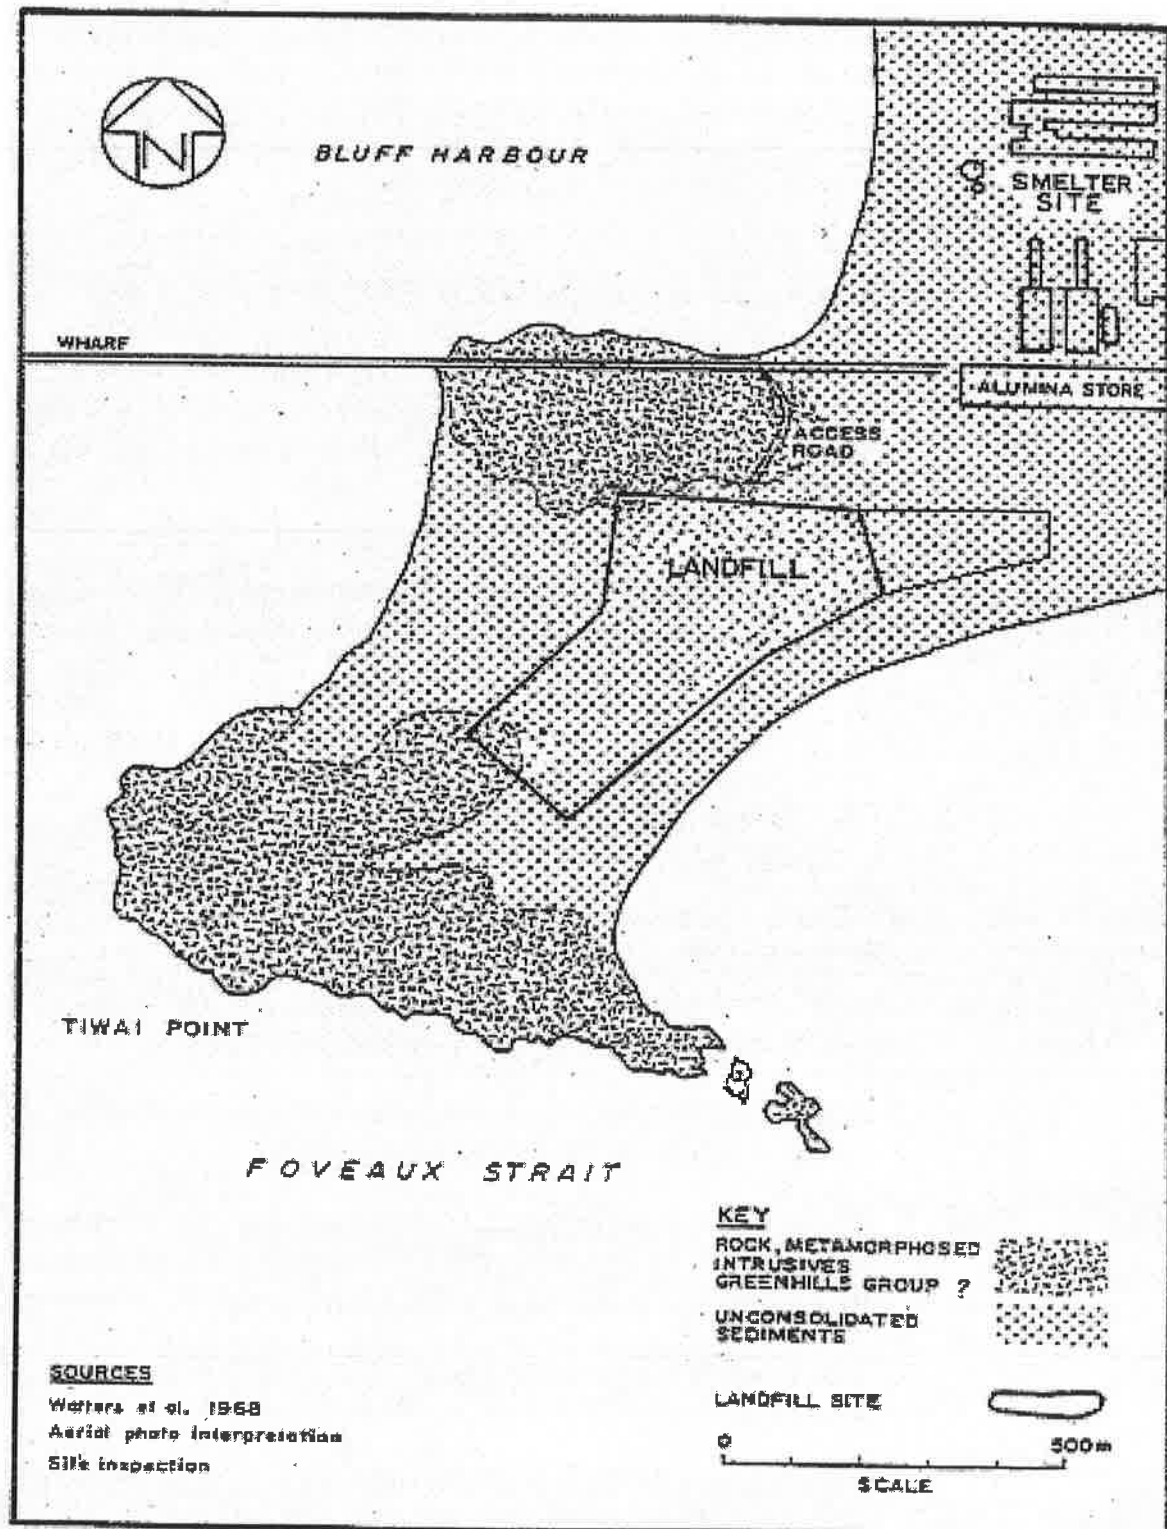 N
BLUFF HARBOUR
SMELTER
SITE
WHARF
ALUMINA STORE
ACCESS
ROAD
LANDFILL
TIWAI POINT
FOVEAUX STRAIT
KEY
ROCK, METAMORPHOSED
INTRUSIVES
GREENHILLS GROUP ?
UNCONSOLIDATED
SEDIMENTS
LANDFILL SITE
0 500m
SCALE
SOURCES
Watters et al. 1968
Aerial photo interpretation
Site inspection